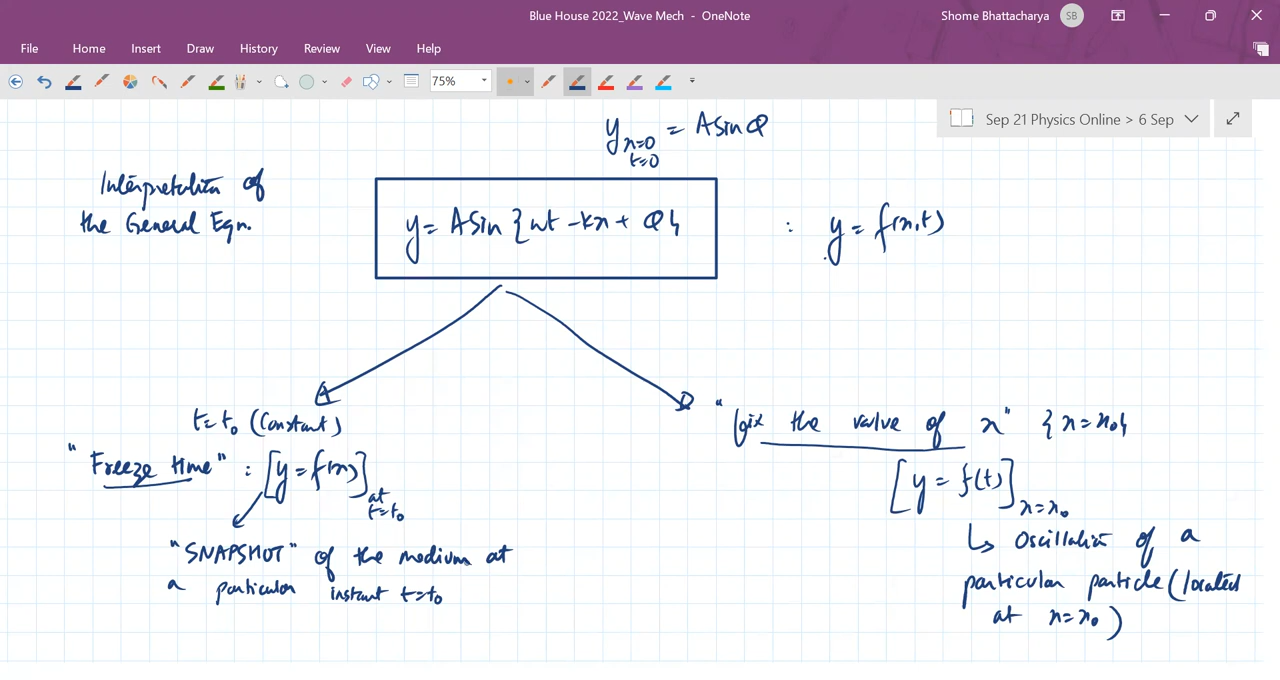 Blue House 2022_Wave Mech - OneNote
Shome Bhattacharya
SB
File Home Insert Draw History Review View Help
75%
Sep 21 Physics Online > 6 Sep
y x=0 t=0 = A sin φ
Interpretation of
the General Eqn.
y = A sin {ωt - kx + φ}
: y = f(x,t)
t = t₀ (Constant)
"Freeze time" : [y = f(x)] at t=t₀
"SNAPSHOT" of the medium at
a particular instant t=t₀
"fix the value of x" {x = x₀}
[y = f(t)] x=x₀
↳ Oscillation of a
particular particle (located
at x=x₀)